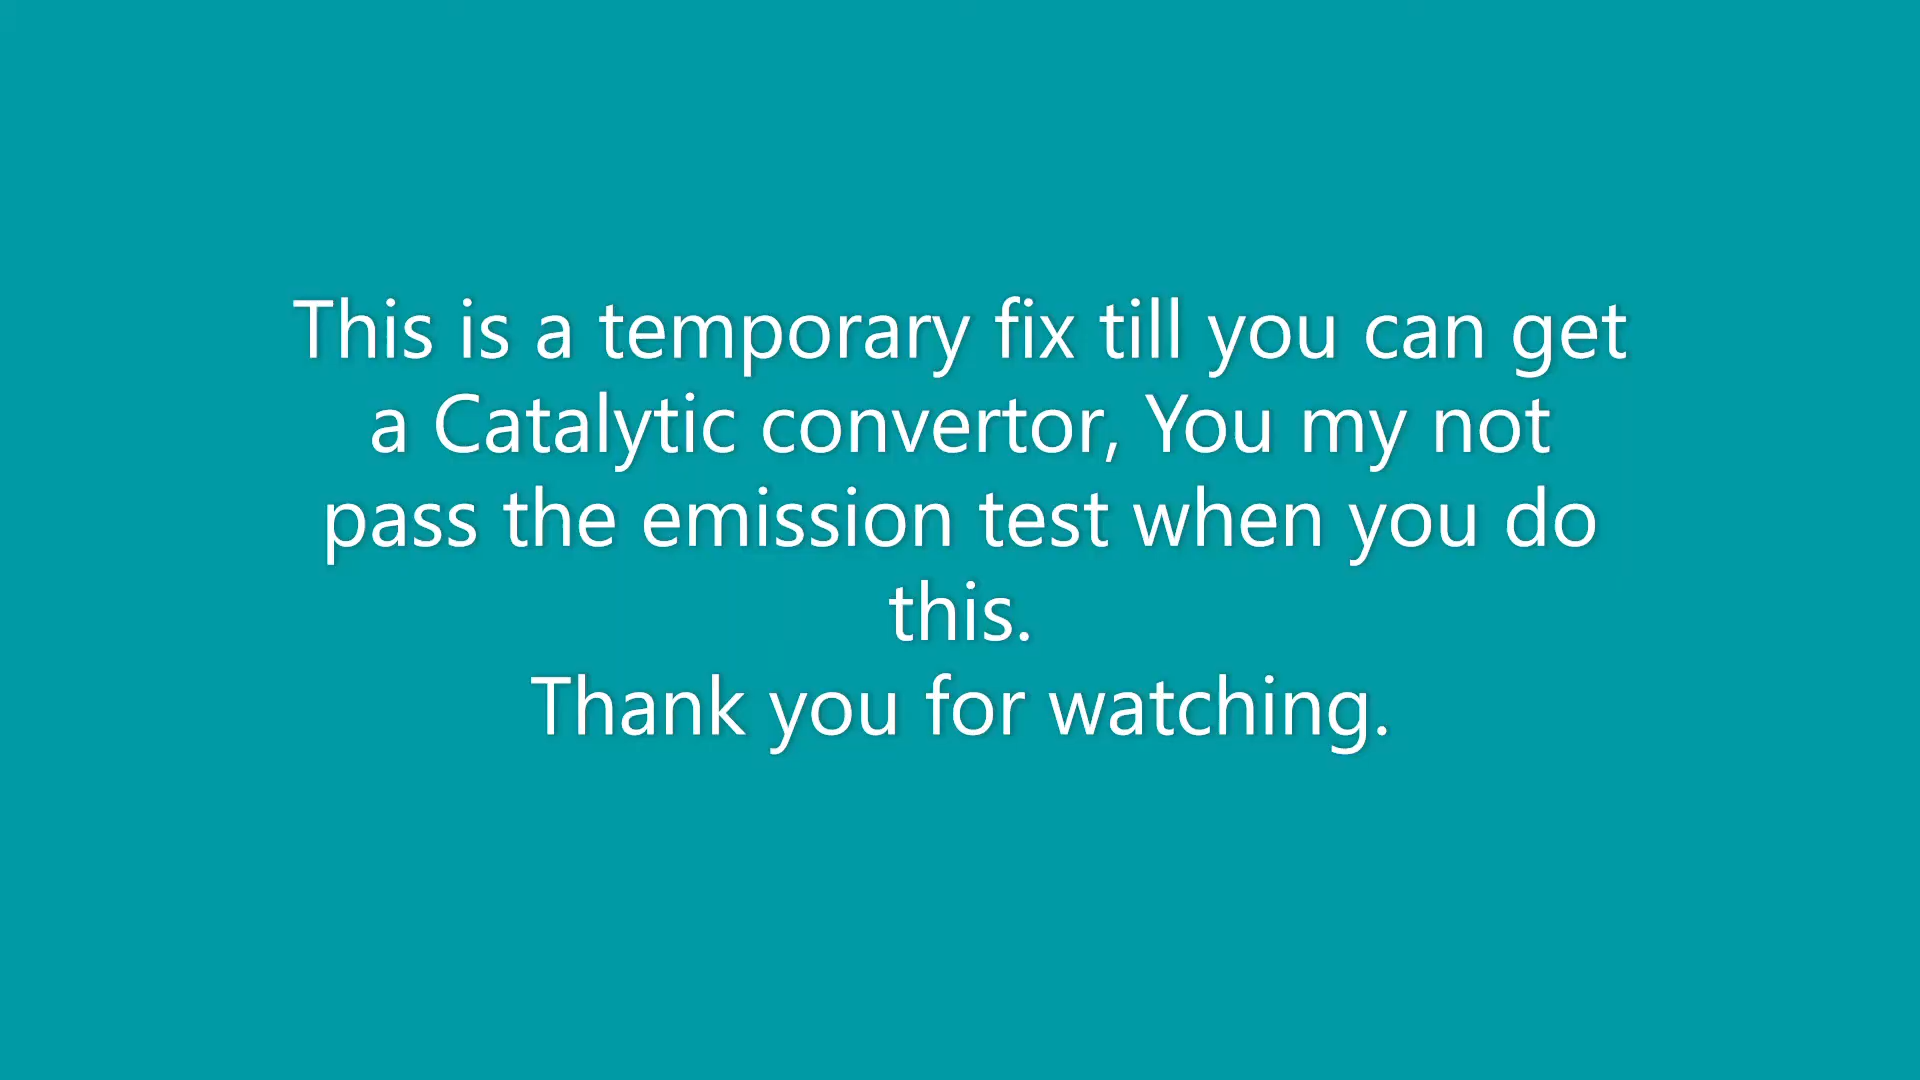 This is a temporary fix till you can get
a Catalytic convertor, You my not
pass the emission test when you do
this.
Thank you for watching.